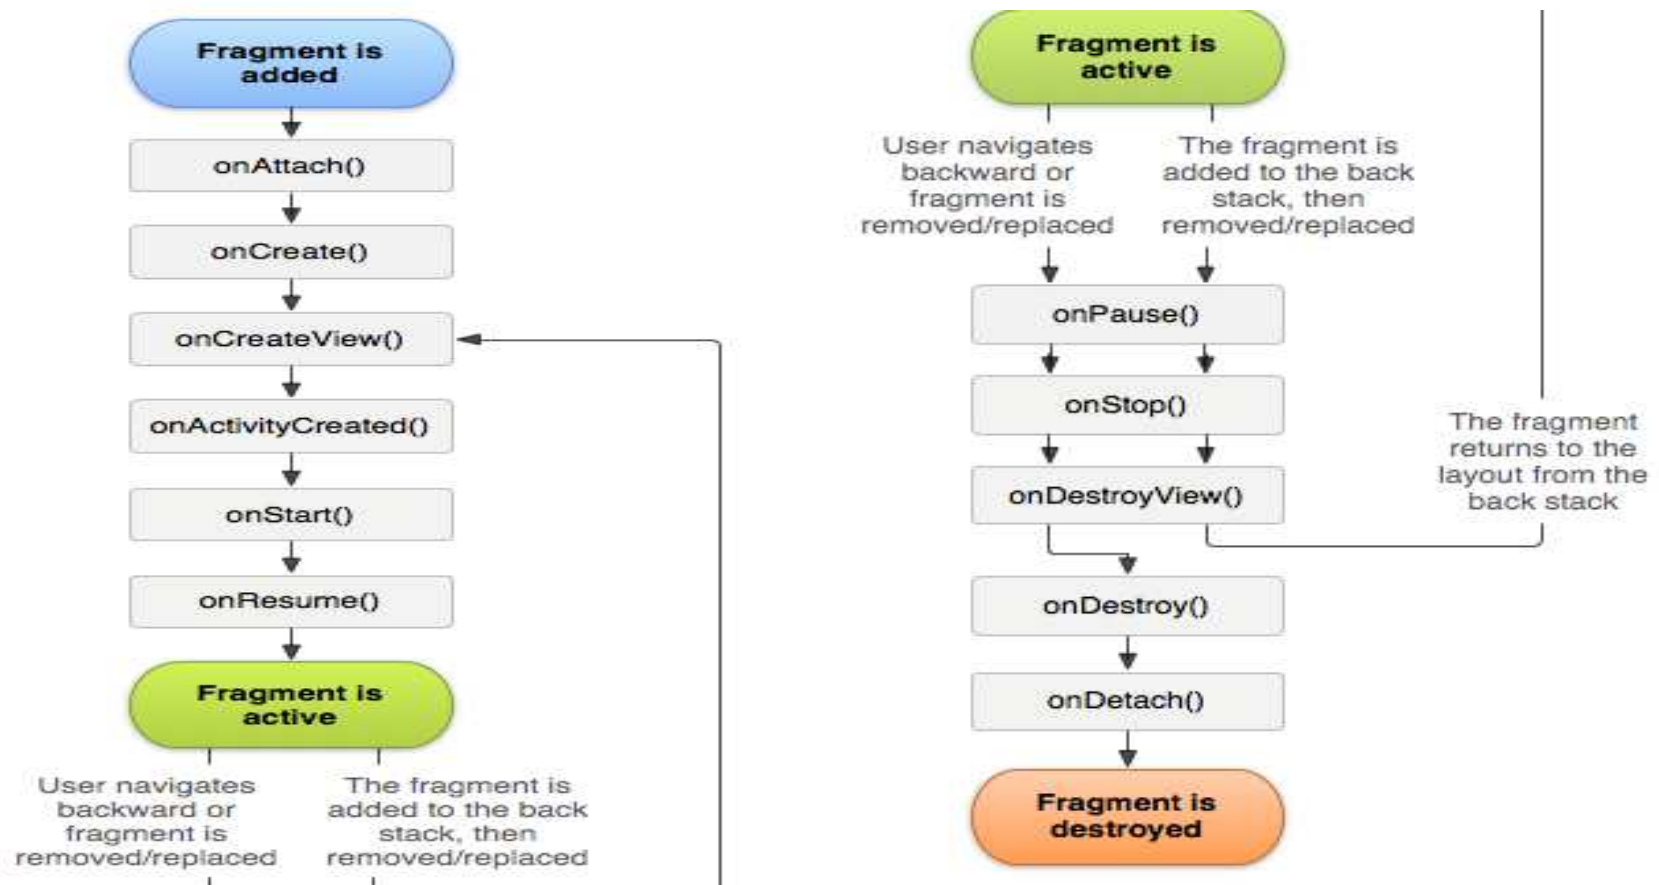 Fragment is
added
onAttach()
onCreate()
onCreateView()
onActivityCreated()
onStart()
onResume()
Fragment is
active
User navigates
backward or
fragment is
removed/replaced
The fragment is
added to the back
stack, then
removed/replaced
Fragment is
active
User navigates
backward or
fragment is
removed/replaced
The fragment is
added to the back
stack, then
removed/replaced
onPause()
onStop()
onDestroyView()
The fragment
returns to the
layout from the
back stack
onDestroy()
onDetach()
Fragment is
destroyed